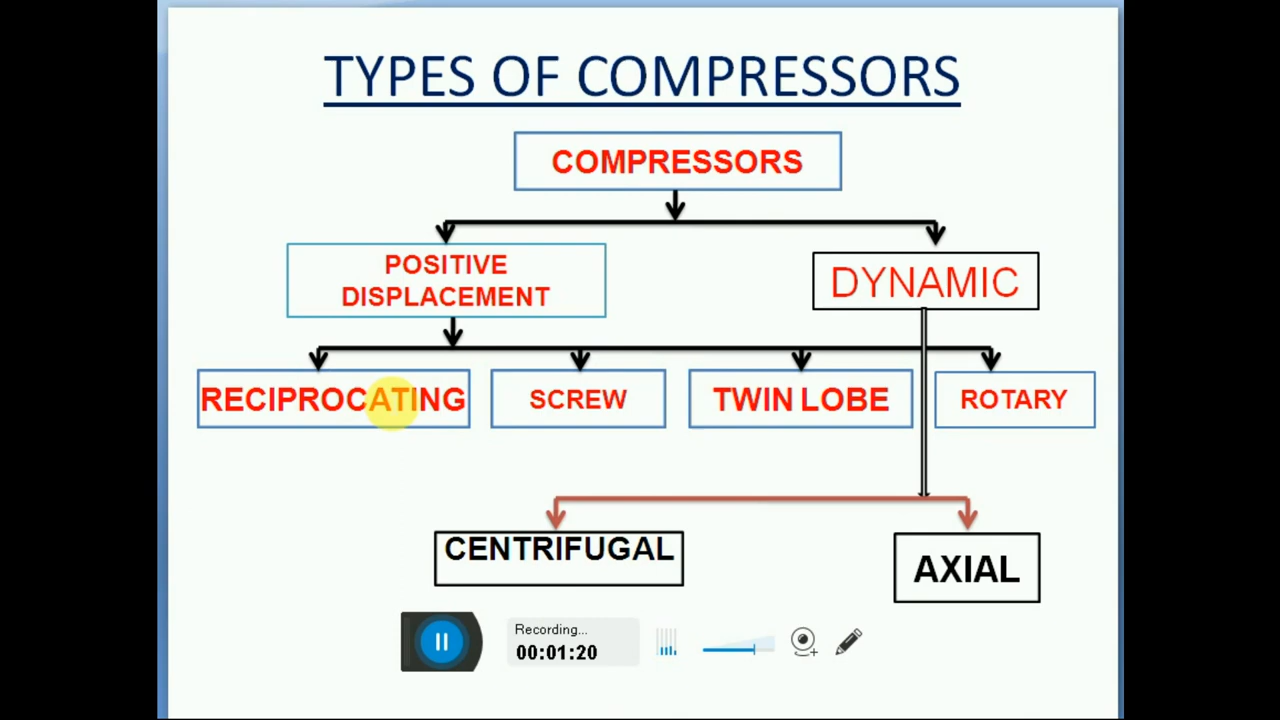 TYPES OF COMPRESSORS
COMPRESSORS
POSITIVE
DISPLACEMENT
DYNAMIC
RECIPROCATING
SCREW
TWIN LOBE
ROTARY
CENTRIFUGAL
AXIAL
Recording...
00:01:20